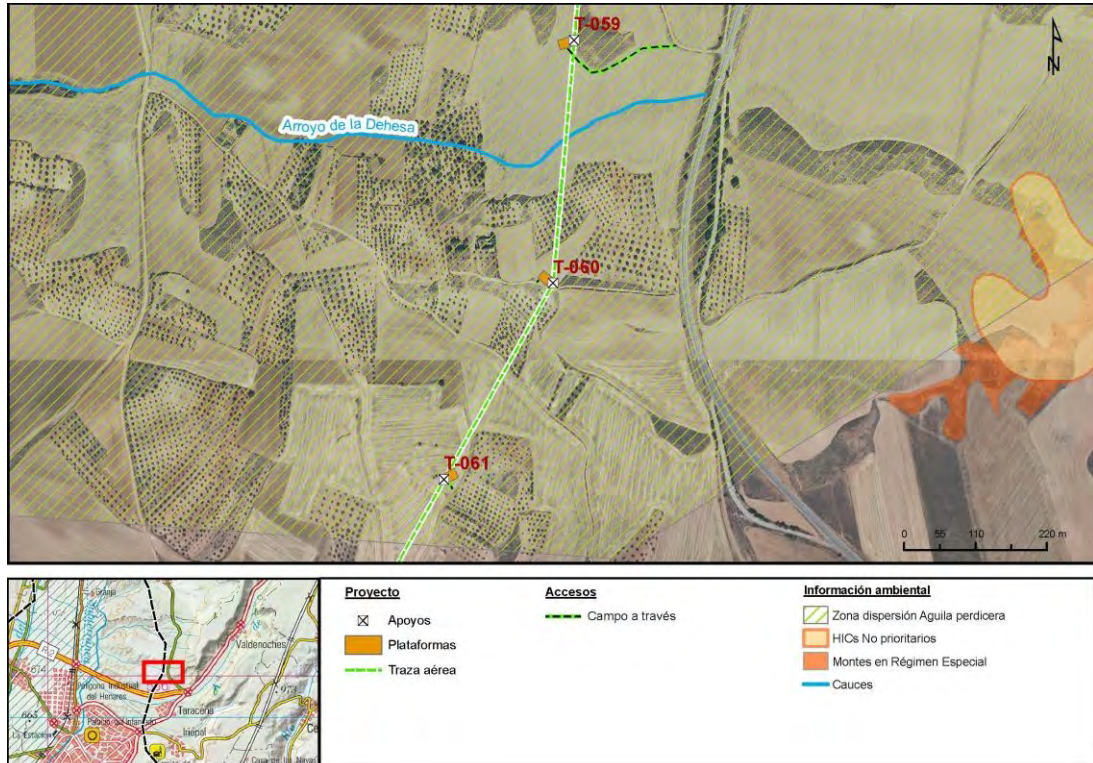 T-059
N
Arroyo de la Dehesa
T-060
T-061
0 55 110 220 m
Proyecto
Apoyos
Plataformas
Traza aérea
Accesos
Campo a través
Información ambiental
Zona dispersión Aguila perdicera
HICs No prioritarios
Montes en Régimen Especial
Cauces
Valdenoches
R-2
Polígono Industrial
del Henares
Taracena
Iriépal
La Estación